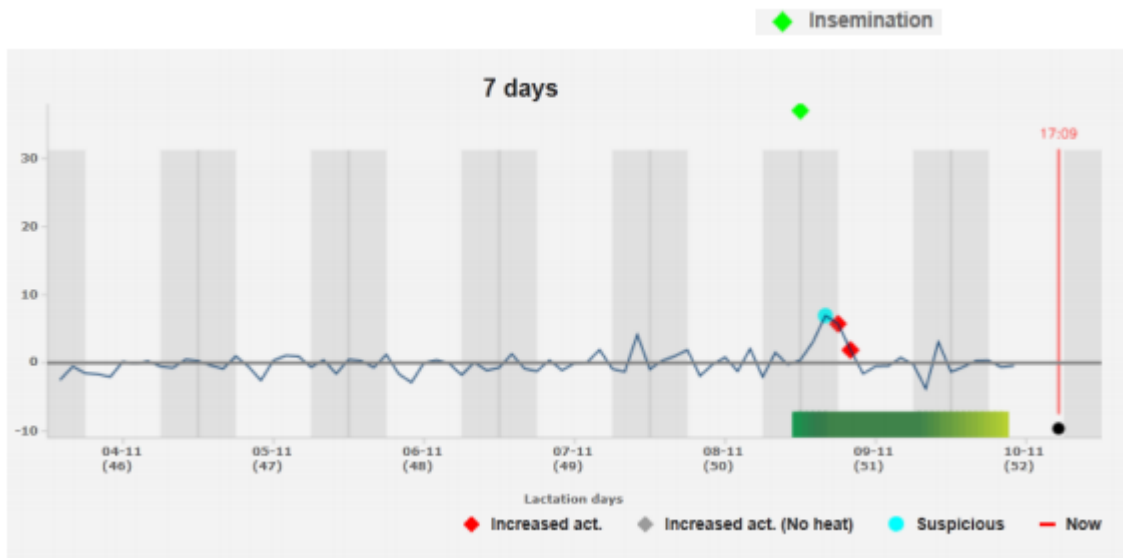 Insemination
7 days
17:09
30
20
10
0
-10
04-11 05-11 06-11 07-11 08-11 09-11 10-11
(46) (47) (48) (49) (50) (51) (52)
Lactation days
Increased act. Increased act. (No heat) Suspicious Now